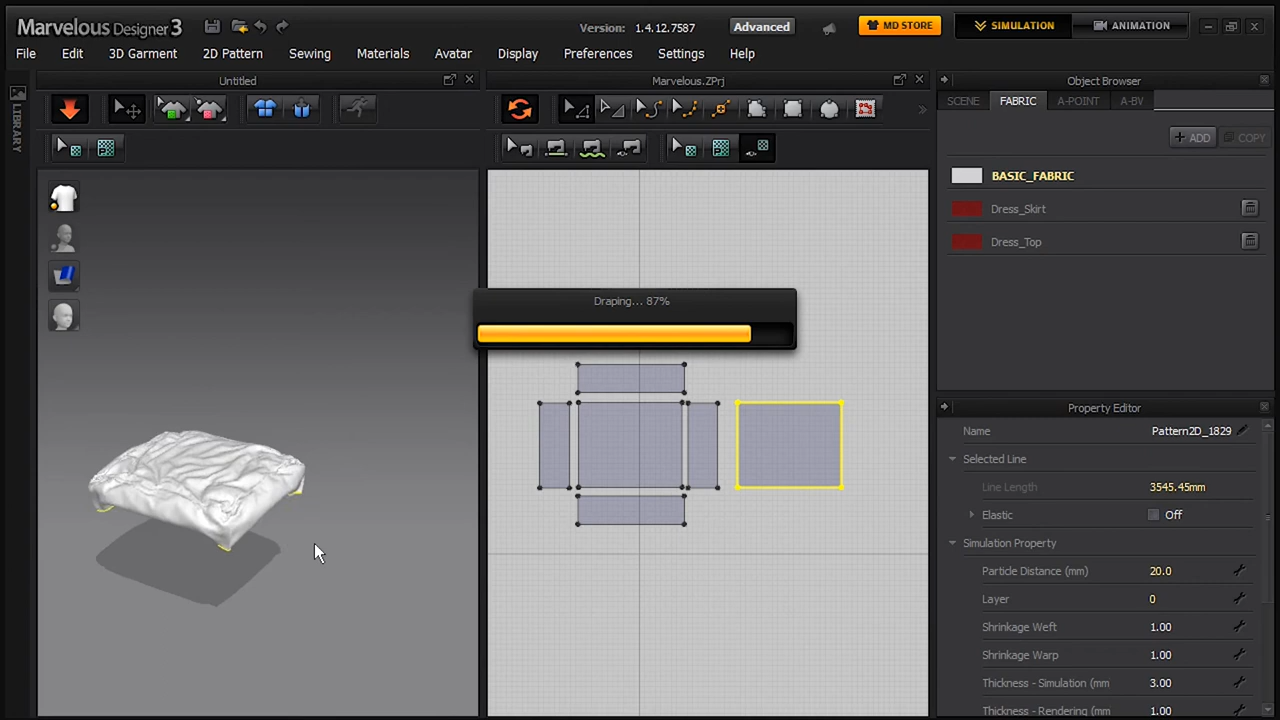 Marvelous Designer 3
Version: 1.4.12.7587
Advanced
MD STORE
SIMULATION
ANIMATION
File Edit 3D Garment 2D Pattern Sewing Materials Avatar Display Preferences Settings Help
Untitled
Marvelous.ZPrj
Object Browser
LIBRARY
SCENE FABRIC A-POINT A-BV
+ ADD
COPY
BASIC_FABRIC
Dress_Skirt
Dress_Top
Draping... 87%
Property Editor
Name Pattern2D_1829
Selected Line
Line Length 3545.45mm
Elastic Off
Simulation Property
Particle Distance (mm) 20.0
Layer 0
Shrinkage Weft 1.00
Shrinkage Warp 1.00
Thickness - Simulation (mm 3.00
Thickness - Rendering (mm 1.00